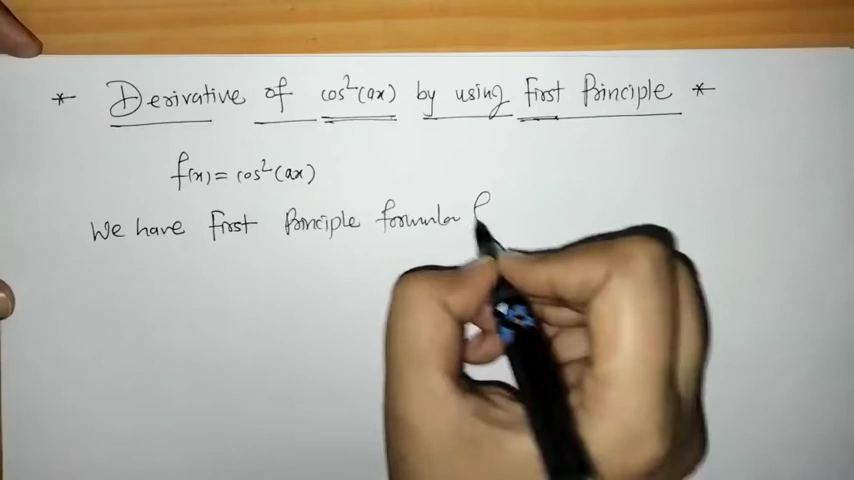 * Derivative of cos²(ax) by using First Principle *
f(x) = cos²(ax)
We have First Principle formula f